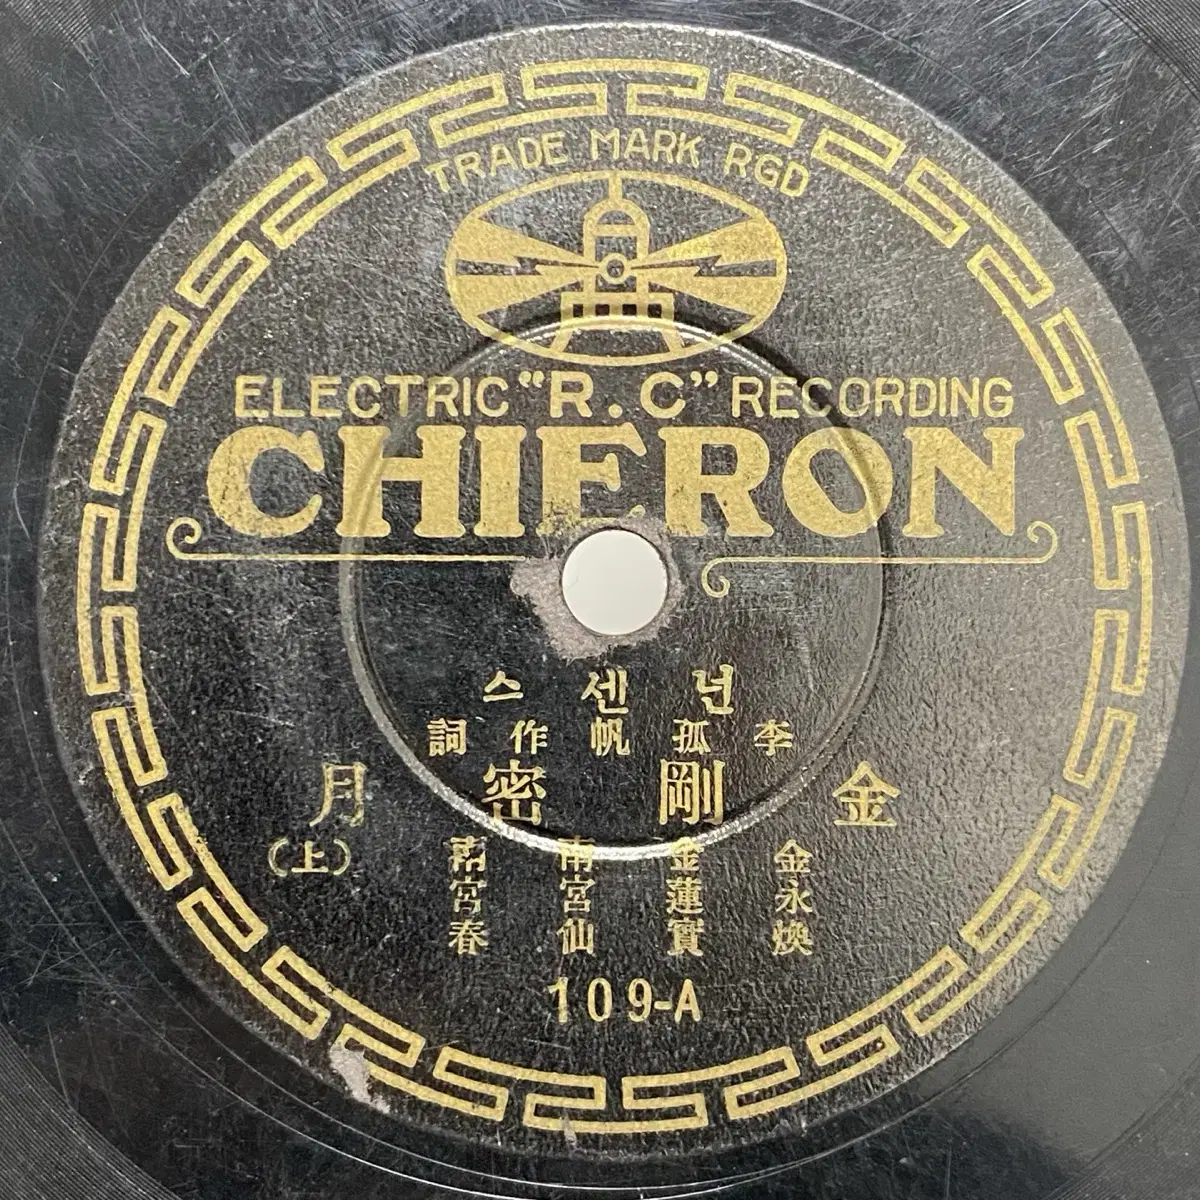 TRADE MARK RGD
ELECTRIC "R.C" RECORDING
CHIERON
넌센스
李孤帆作詞
金剛密月
(上)
金永煥
金蓮實
南宮仙
南宮春
109-A